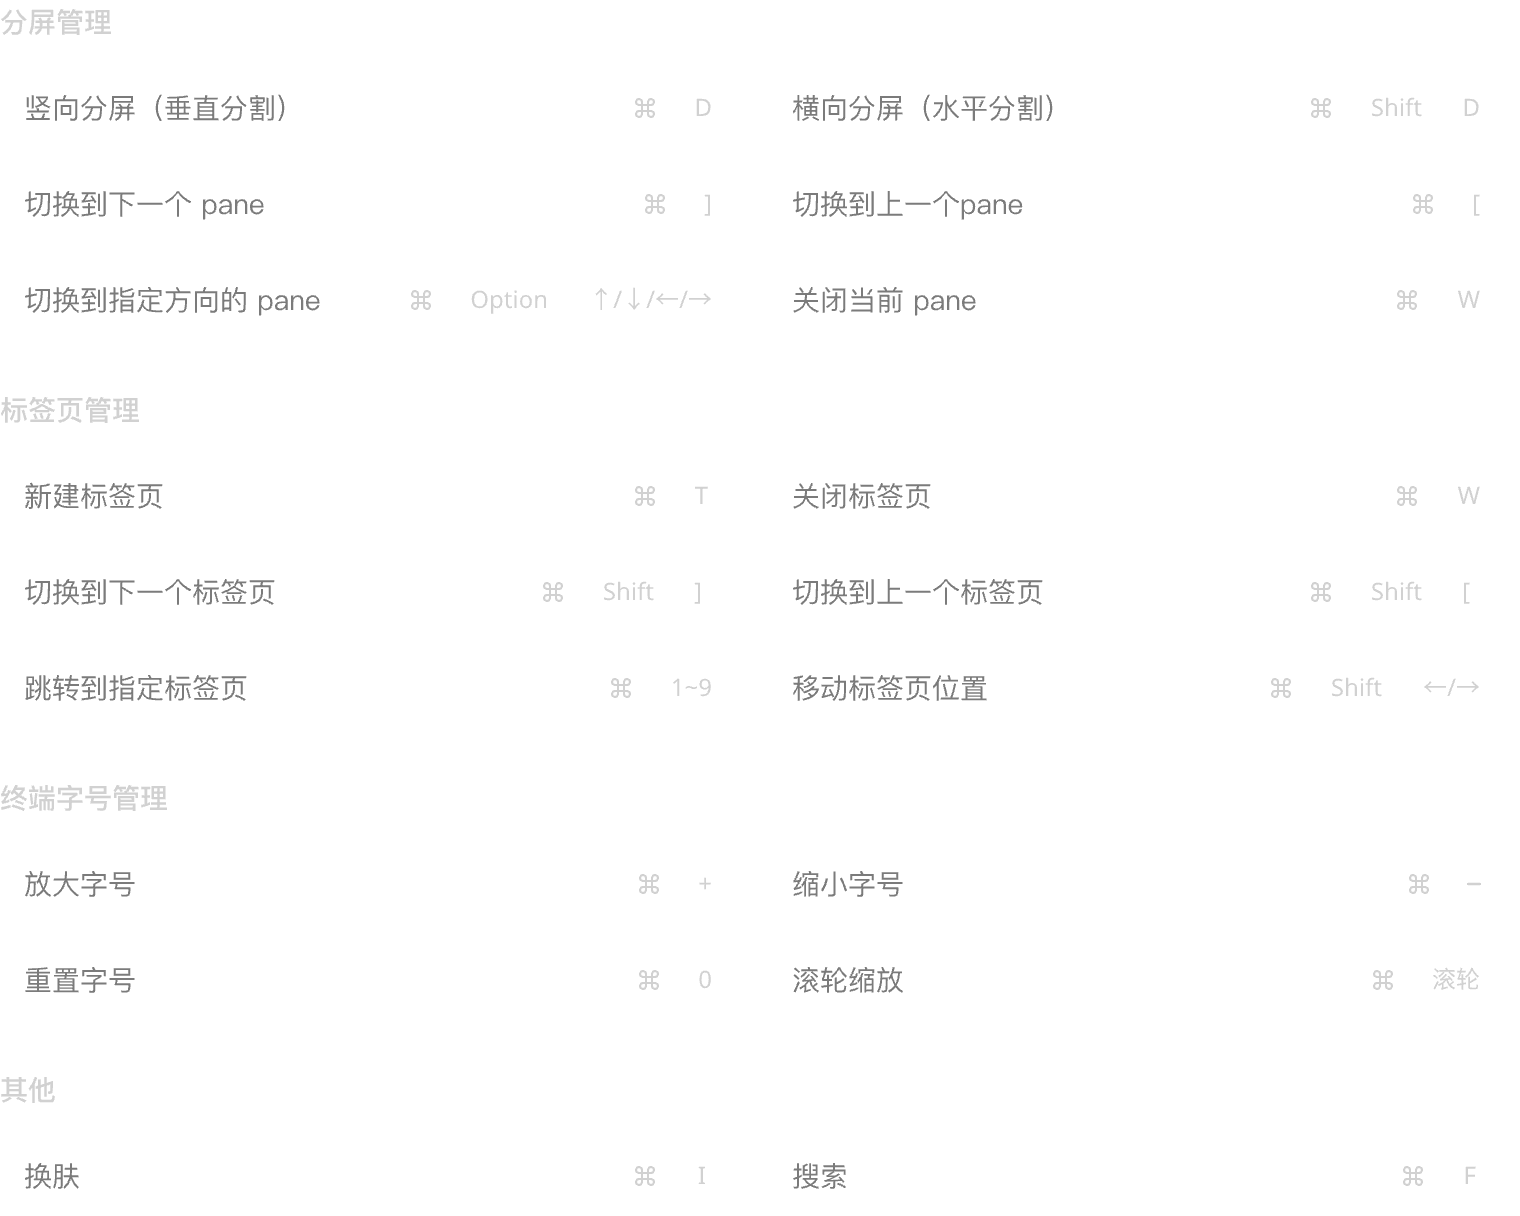 分屏管理
竖向分屏（垂直分割） ⌘ D 横向分屏（水平分割） ⌘ Shift D
切换到下一个 pane ⌘ ] 切换到上一个pane ⌘ [
切换到指定方向的 pane ⌘ Option ↑/↓/←/→ 关闭当前 pane ⌘ W
标签页管理
新建标签页 ⌘ T 关闭标签页 ⌘ W
切换到下一个标签页 ⌘ Shift ] 切换到上一个标签页 ⌘ Shift [
跳转到指定标签页 ⌘ 1~9 移动标签页位置 ⌘ Shift ←/→
终端字号管理
放大字号 ⌘ + 缩小字号 ⌘ −
重置字号 ⌘ 0 滚轮缩放 ⌘ 滚轮
其他
换肤 ⌘ I 搜索 ⌘ F